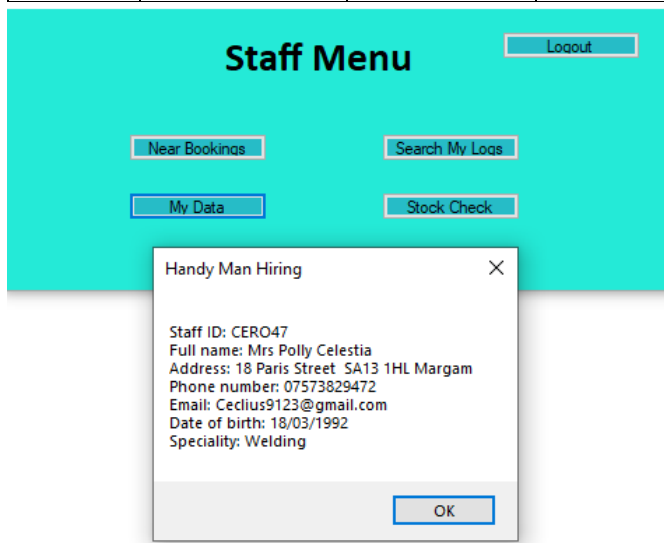 Staff Menu
Logout
Near Bookings
Search My Logs
My Data
Stock Check
Handy Man Hiring
Staff ID: CERO47
Full name: Mrs Polly Celestia
Address: 18 Paris Street  SA13 1HL Margam
Phone number: 07573829472
Email: Ceclius9123@gmail.com
Date of birth: 18/03/1992
Speciality: Welding
OK